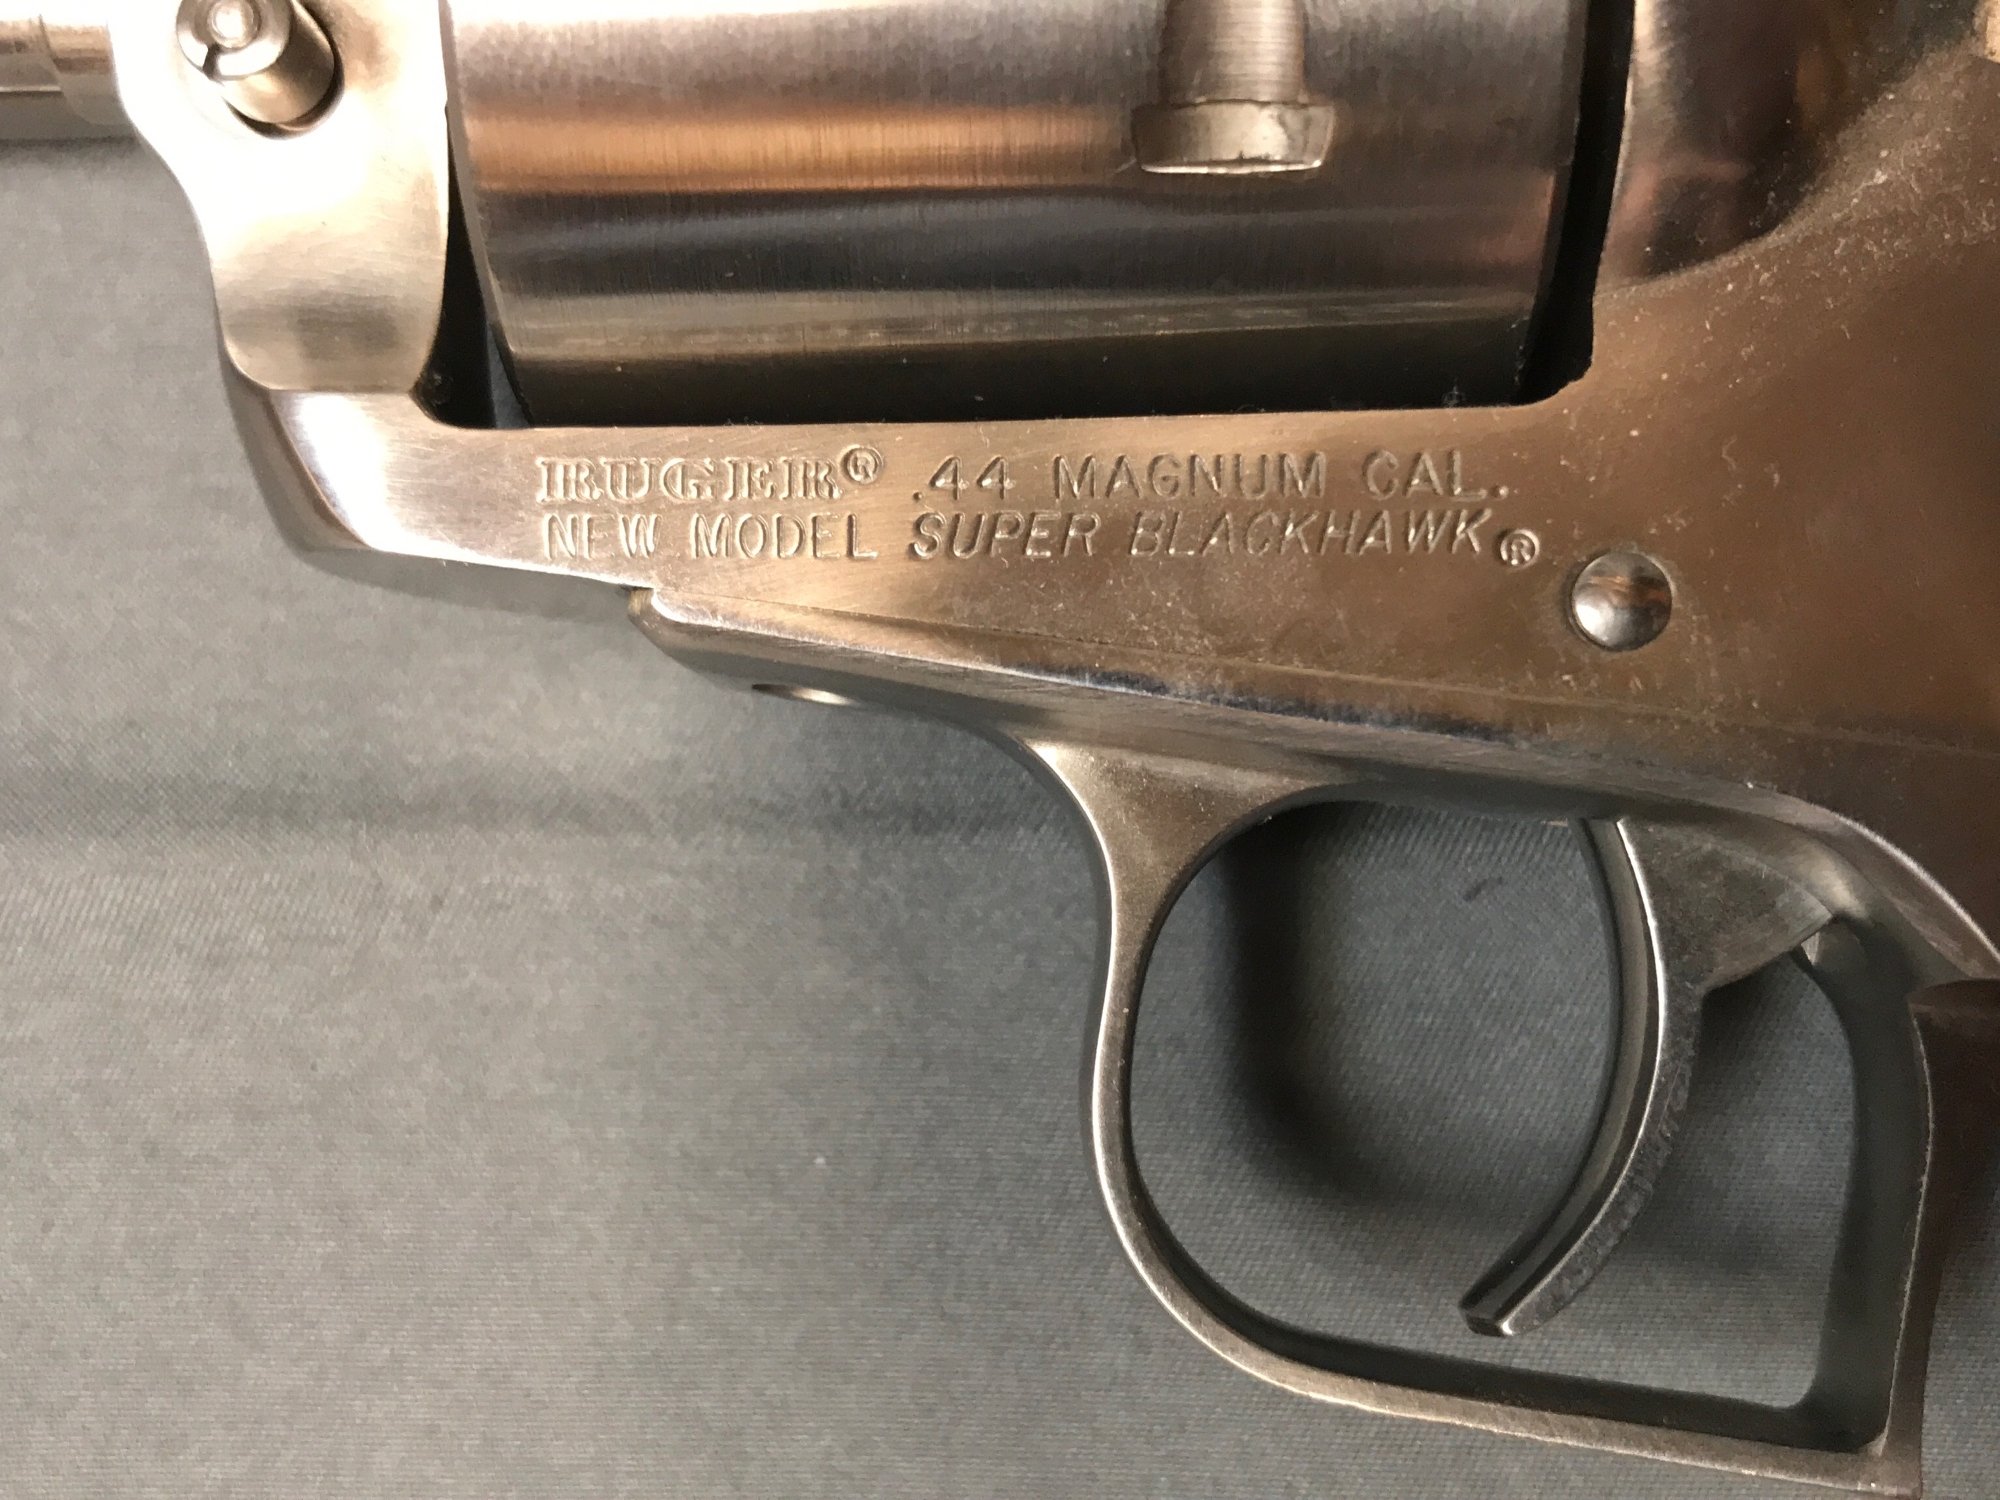 RUGER® .44 MAGNUM CAL.
NEW MODEL SUPER BLACKHAWK®